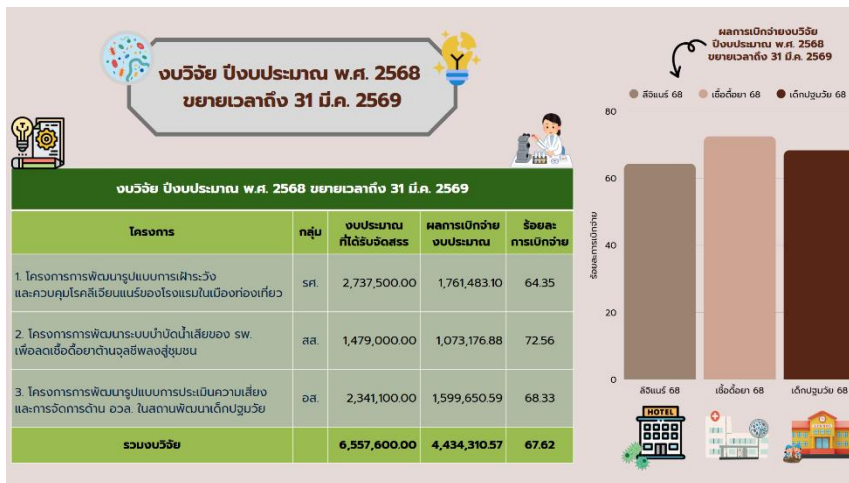 งบวิจัย ปีงบประมาณ พ.ศ. 2568
ขยายเวลาถึง 31 มี.ค. 2569
งบวิจัย ปีงบประมาณ พ.ศ. 2568 ขยายเวลาถึง 31 มี.ค. 2569
โครงการ กลุ่ม งบประมาณที่ได้รับจัดสรร ผลการเบิกจ่ายงบประมาณ ร้อยละการเบิกจ่าย
1. โครงการการพัฒนารูปแบบการเฝ้าระวัง
และควบคุมโรคลีเจียนแนร์ของโรงแรมในเมืองท่องเที่ยว รศ. 2,737,500.00 1,761,483.10 64.35
2. โครงการการพัฒนาระบบบำบัดน้ำเสียของ รพ.
เพื่อลดเชื้อดื้อยาต้านจุลชีพลงสู่ชุมชน สส. 1,479,000.00 1,073,176.88 72.56
3. โครงการการพัฒนารูปแบบการประเมินความเสี่ยง
และการจัดการด้าน อวล. ในสถานพัฒนาเด็กปฐมวัย อส. 2,341,100.00 1,599,650.59 68.33
รวมงบวิจัย 6,557,600.00 4,434,310.57 67.62
ผลการเบิกจ่ายงบวิจัย
ปีงบประมาณ พ.ศ. 2568
ขยายเวลาถึง 31 มี.ค. 2569
ลีจิแนร์ 68 เชื้อดื้อยา 68 เด็กปฐมวัย 68
ร้อยละการเบิกจ่าย
80
60
40
20
0
ลีจิแนร์ 68 เชื้อดื้อยา 68 เด็กปฐมวัย 68
HOTEL